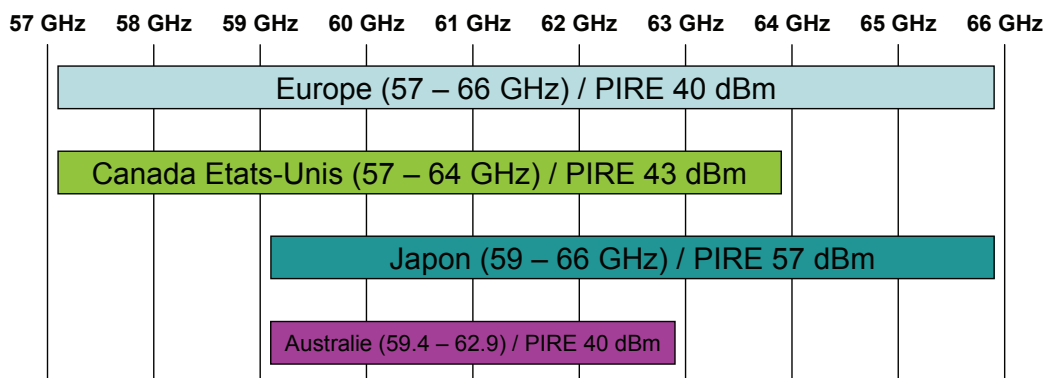 57 GHz 58 GHz 59 GHz 60 GHz 61 GHz 62 GHz 63 GHz 64 GHz 65 GHz 66 GHz
Europe (57 – 66 GHz) / PIRE 40 dBm
Canada Etats-Unis (57 – 64 GHz) / PIRE 43 dBm
Japon (59 – 66 GHz) / PIRE 57 dBm
Australie (59.4 – 62.9) / PIRE 40 dBm